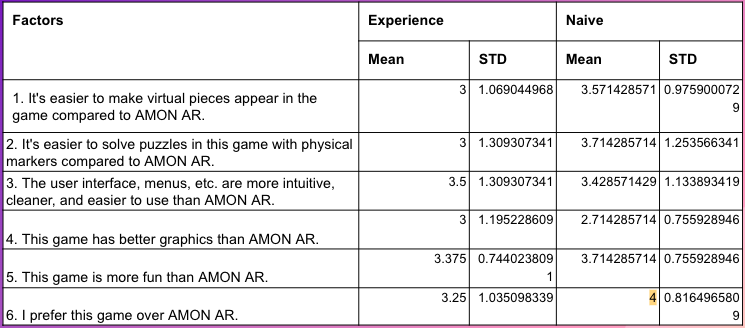 Factors Experience Naive
Mean STD Mean STD
1. It's easier to make virtual pieces appear in the
game compared to AMON AR.
3 1.069044968 3.571428571 0.975900072
9
2. It's easier to solve puzzles in this game with physical
markers compared to AMON AR.
3 1.309307341 3.714285714 1.253566341
3. The user interface, menus, etc. are more intuitive,
cleaner, and easier to use than AMON AR.
3.5 1.309307341 3.428571429 1.133893419
4. This game has better graphics than AMON AR.
3 1.195228609 2.714285714 0.755928946
5. This game is more fun than AMON AR.
3.375 0.744023809
1
3.714285714 0.755928946
6. I prefer this game over AMON AR.
3.25 1.035098339 4 0.816496580
9